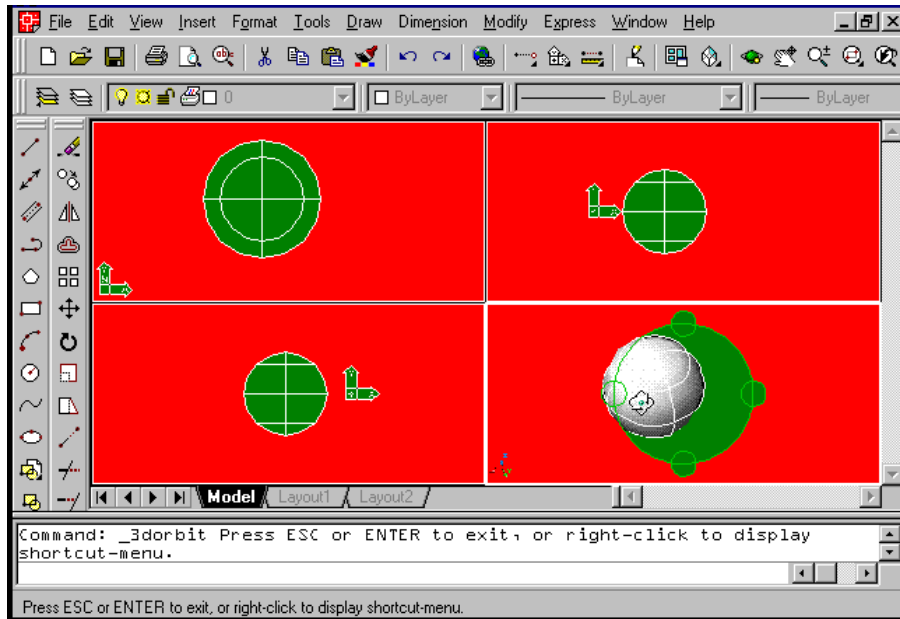 File Edit View Insert Format Tools Draw Dimension Modify Express Window Help
0 ByLayer ByLayer ByLayer
Model Layout1 Layout2
Command: _3dorbit Press ESC or ENTER to exit, or right-click to display
shortcut-menu.
Press ESC or ENTER to exit, or right-click to display shortcut-menu.